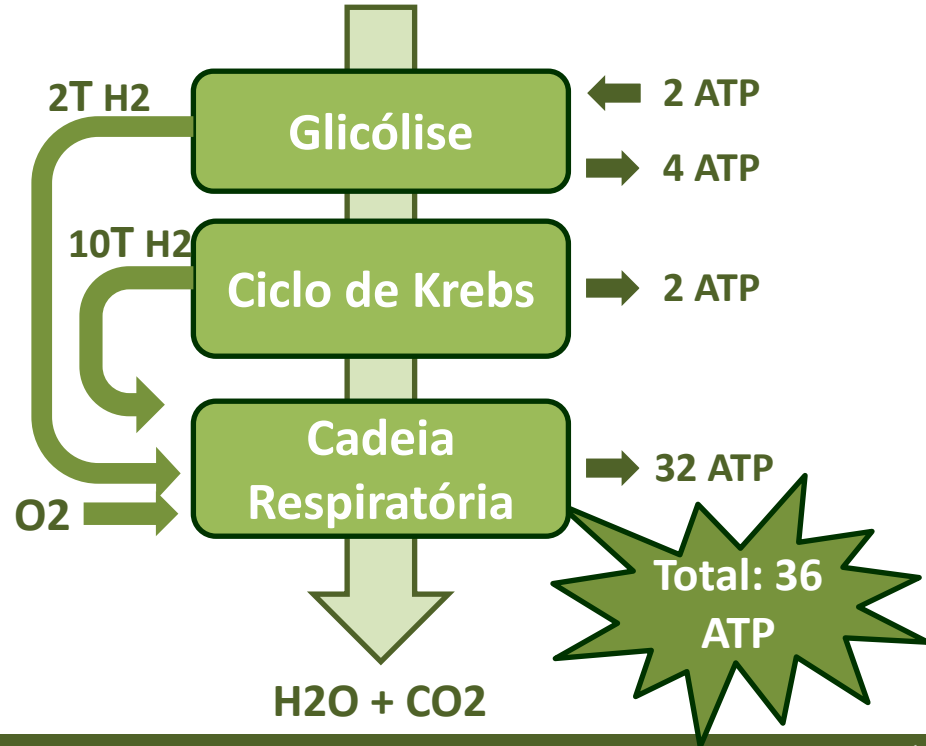 2T H2
Glicólise
2 ATP
4 ATP
10T H2
Ciclo de Krebs
2 ATP
Cadeia
Respiratória
32 ATP
O2
Total: 36
ATP
H2O + CO2